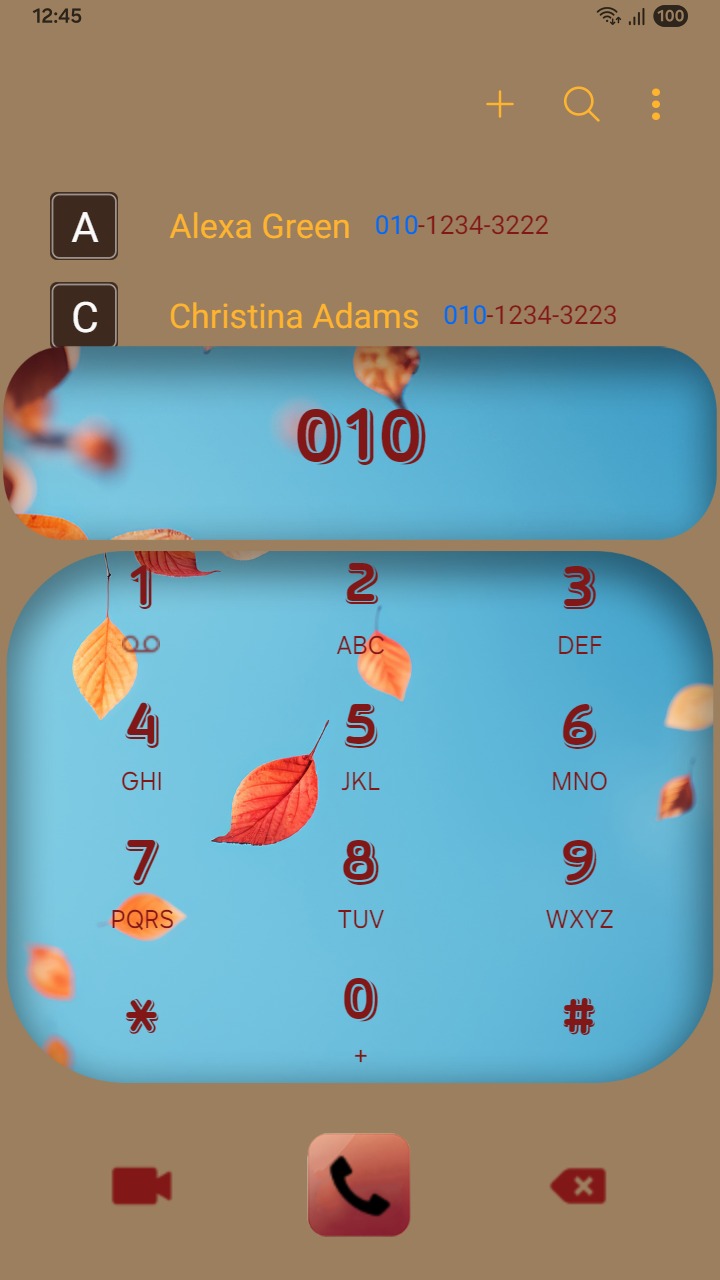 12:45 100
A Alexa Green 010-1234-3222
C Christina Adams 010-1234-3223
010
1 2 3
ABC DEF
4 5 6
GHI JKL MNO
7 8 9
PQRS TUV WXYZ
* 0 #
+